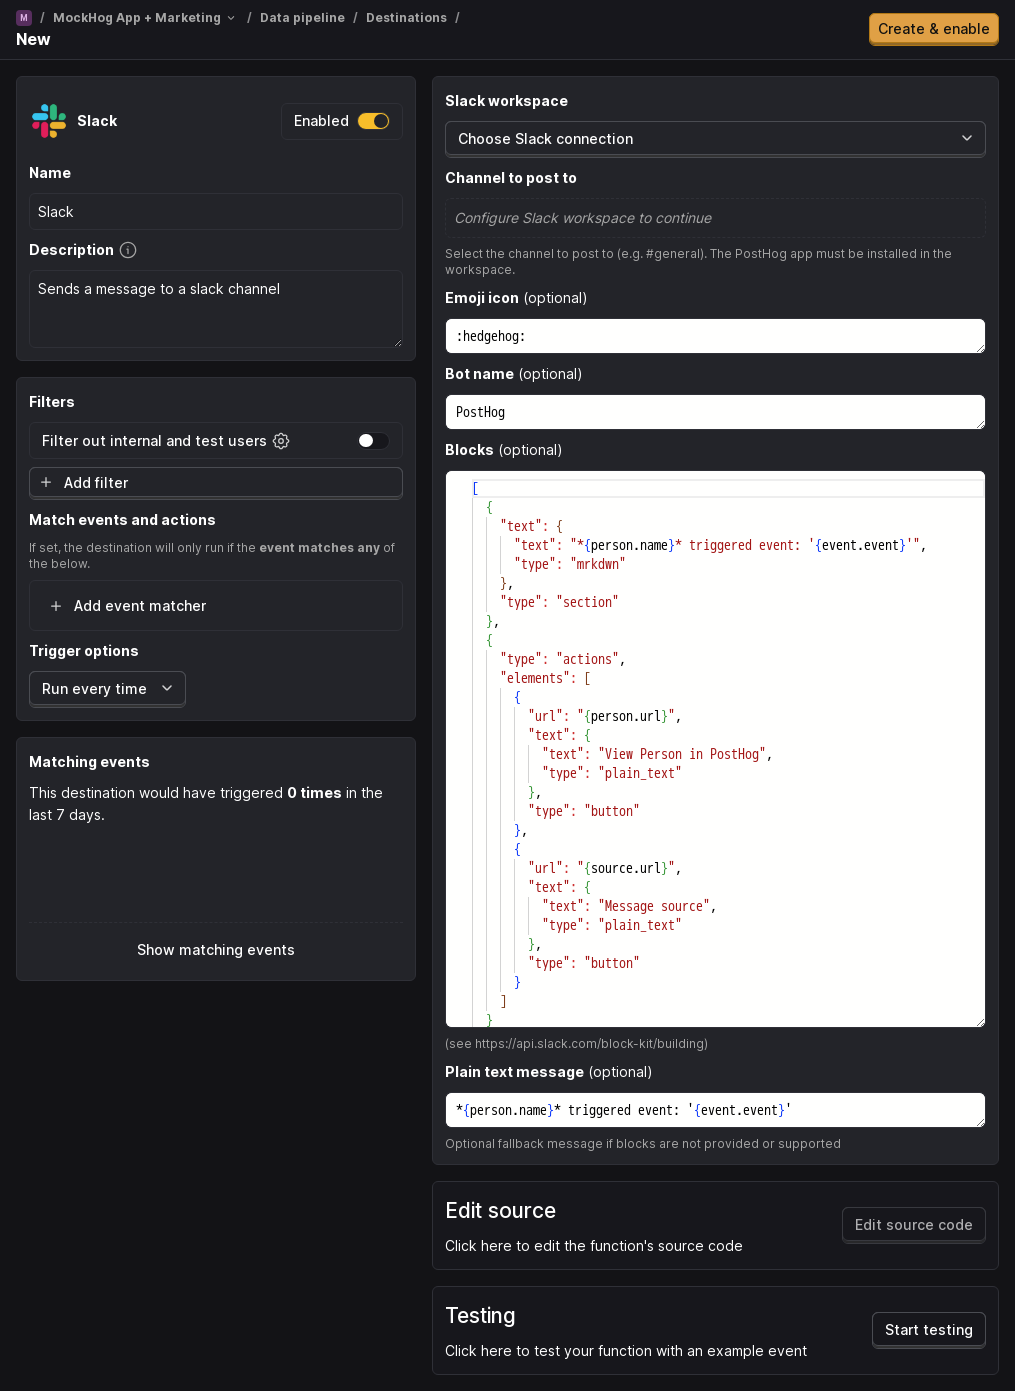 M / MockHog App + Marketing / Data pipeline / Destinations /
New
Create & enable
Slack
Enabled
Name
Slack
Description
Sends a message to a slack channel
Filters
Filter out internal and test users
Add filter
Match events and actions
If set, the destination will only run if the event matches any of
the below.
Add event matcher
Trigger options
Run every time
Matching events
This destination would have triggered 0 times in the
last 7 days.
Show matching events
Slack workspace
Choose Slack connection
Channel to post to
Configure Slack workspace to continue
Select the channel to post to (e.g. #general). The PostHog app must be installed in the
workspace.
Emoji icon (optional)
:hedgehog:
Bot name (optional)
PostHog
Blocks (optional)
[
{
"text": {
"text": "*{person.name}* triggered event: '{event.event}'",
"type": "mrkdwn"
},
"type": "section"
},
{
"type": "actions",
"elements": [
{
"url": "{person.url}",
"text": {
"text": "View Person in PostHog",
"type": "plain_text"
},
"type": "button"
},
{
"url": "{source.url}",
"text": {
"text": "Message source",
"type": "plain_text"
},
"type": "button"
}
]
}
(see https://api.slack.com/block-kit/building)
Plain text message (optional)
*{person.name}* triggered event: '{event.event}'
Optional fallback message if blocks are not provided or supported
Edit source
Click here to edit the function's source code
Edit source code
Testing
Click here to test your function with an example event
Start testing